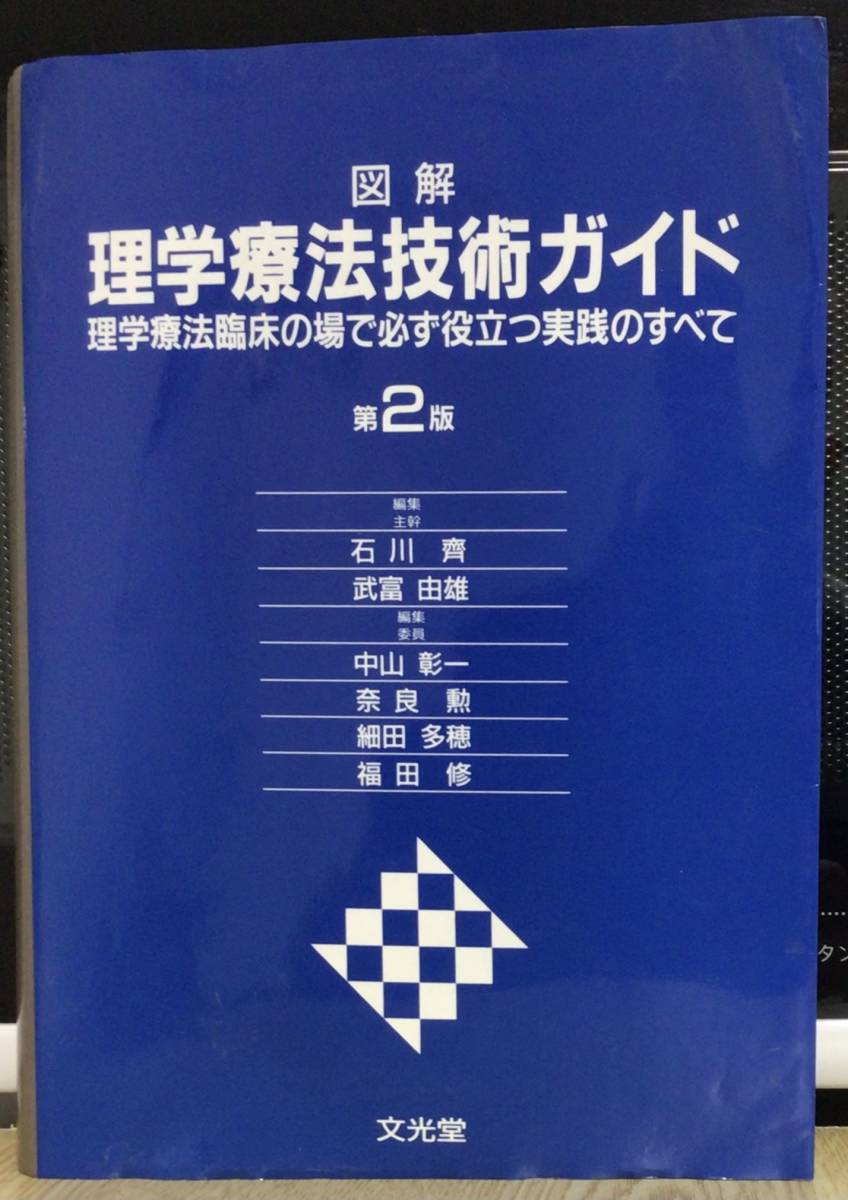 図解
理学療法技術ガイド
理学療法臨床の場で必ず役立つ実践のすべて
第2版
編集
主幹
石川 齊
武富 由雄
編集
委員
中山 彰一
奈良 勲
細田 多穂
福田 修
文光堂
タン